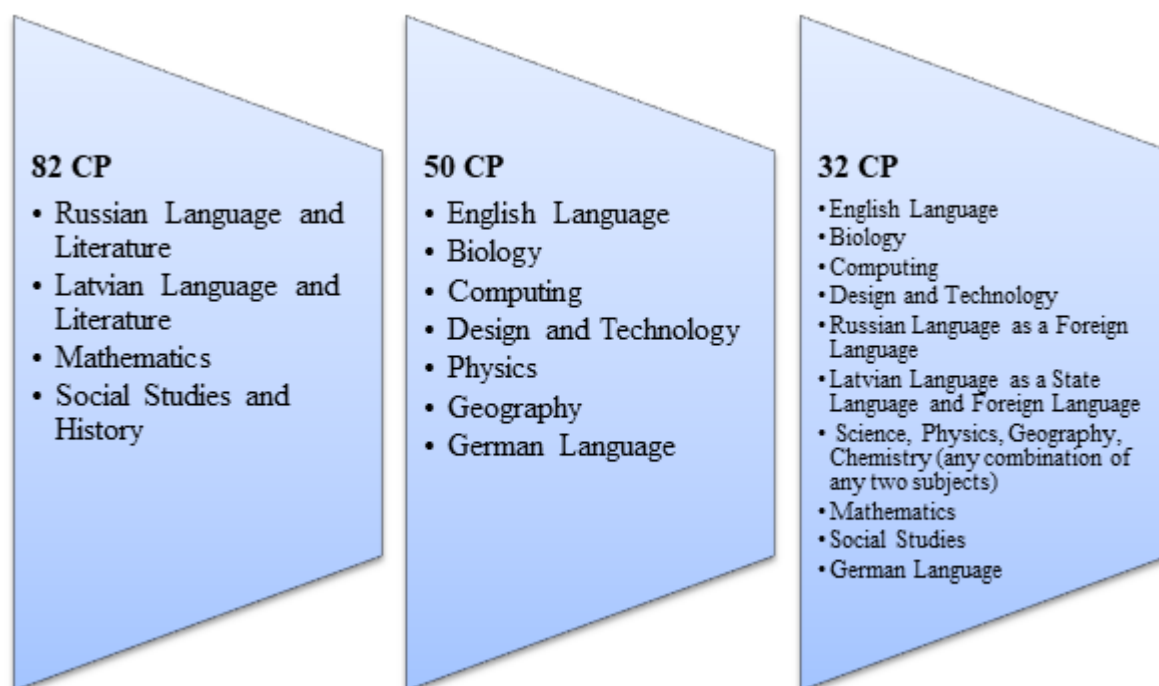 82 CP
• Russian Language and
Literature
• Latvian Language and
Literature
• Mathematics
• Social Studies and
History
50 CP
• English Language
• Biology
• Computing
• Design and Technology
• Physics
• Geography
• German Language
32 CP
• English Language
• Biology
• Computing
• Design and Technology
• Russian Language as a Foreign
Language
• Latvian Language as a State
Language and Foreign Language
• Science, Physics, Geography,
Chemistry (any combination of
any two subjects)
• Mathematics
• Social Studies
• German Language